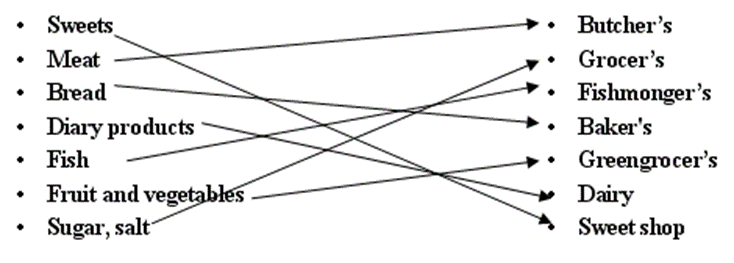 • Sweets
• Meat
• Bread
• Diary products
• Fish
• Fruit and vegetables
• Sugar, salt
• Butcher’s
• Grocer’s
• Fishmonger’s
• Baker's
• Greengrocer’s
• Dairy
• Sweet shop